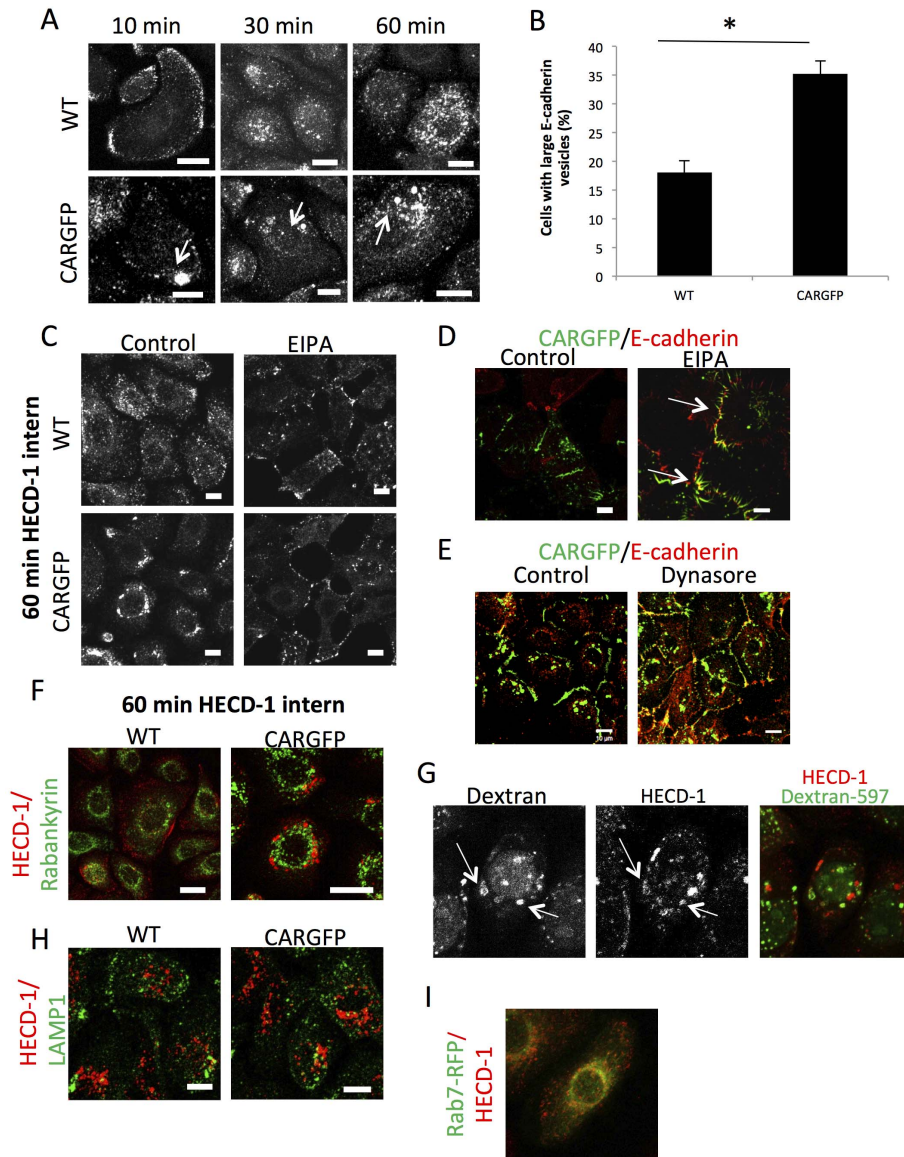 A
10 min 30 min 60 min
WT
CARGFP
B
*
Cells with large E-cadherin
vesicles (%)
40
35
30
25
20
15
10
5
0
WT CARGFP
C
Control EIPA
60 min HECD-1 intern
WT
CARGFP
D
CARGFP/E-cadherin
Control EIPA
E
CARGFP/E-cadherin
Control Dynasore
10 µm
F
60 min HECD-1 intern
WT CARGFP
HECD-1/
Rabankyrin
G
Dextran HECD-1 HECD-1
Dextran-597
H
WT CARGFP
HECD-1/
LAMP1
I
Rab7-RFP/
HECD-1